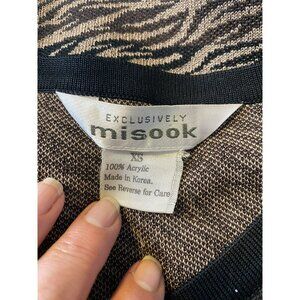 EXCLUSIVELY
misook
XS
100% Acrylic
Made in Korea.
See Reverse for Care.